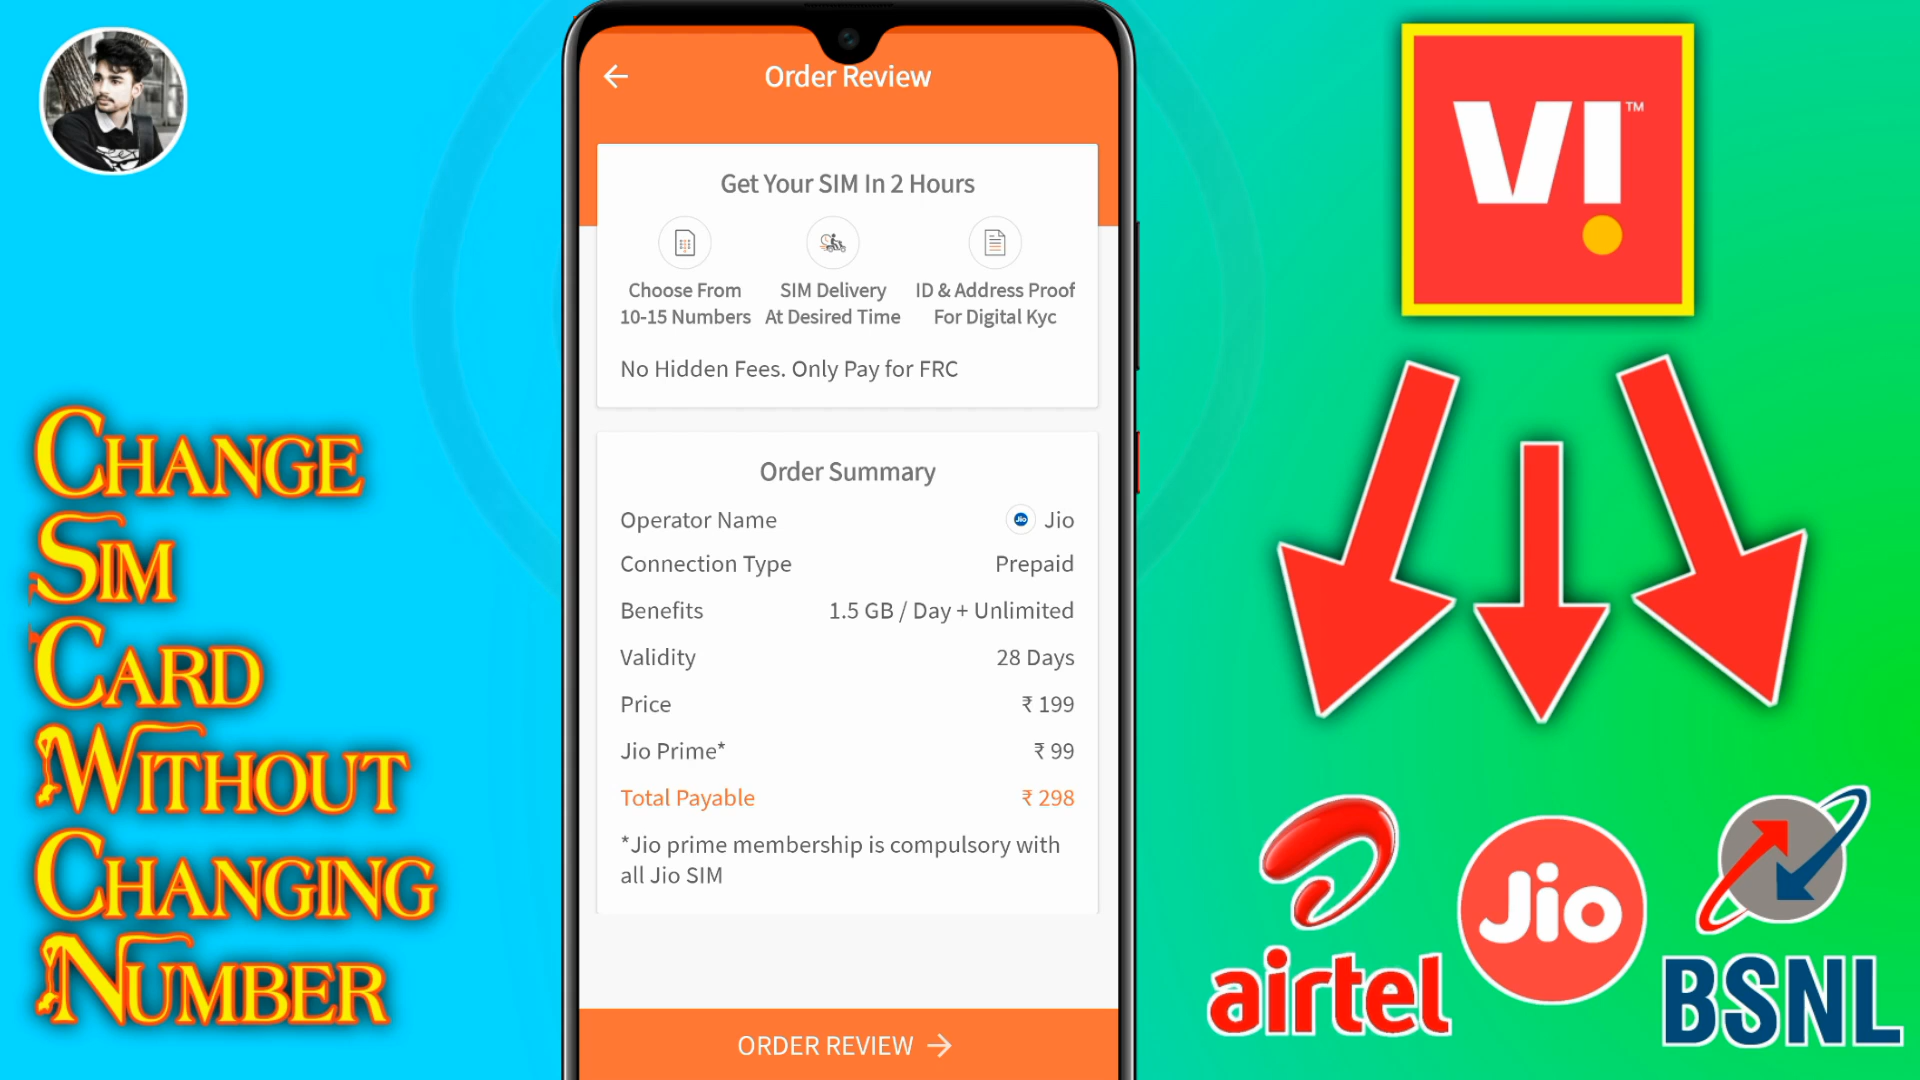 Change
Sim
Card
Without
Changing
Number
Order Review
Get Your SIM In 2 Hours
Choose From
10-15 Numbers
SIM Delivery
At Desired Time
ID & Address Proof
For Digital Kyc
No Hidden Fees. Only Pay for FRC
Order Summary
Operator Name Jio Jio
Connection Type Prepaid
Benefits 1.5 GB / Day + Unlimited
Validity 28 Days
Price ₹ 199
Jio Prime* ₹ 99
Total Payable ₹ 298
*Jio prime membership is compulsory with
all Jio SIM
ORDER REVIEW
VI™
airtel
Jio
BSNL